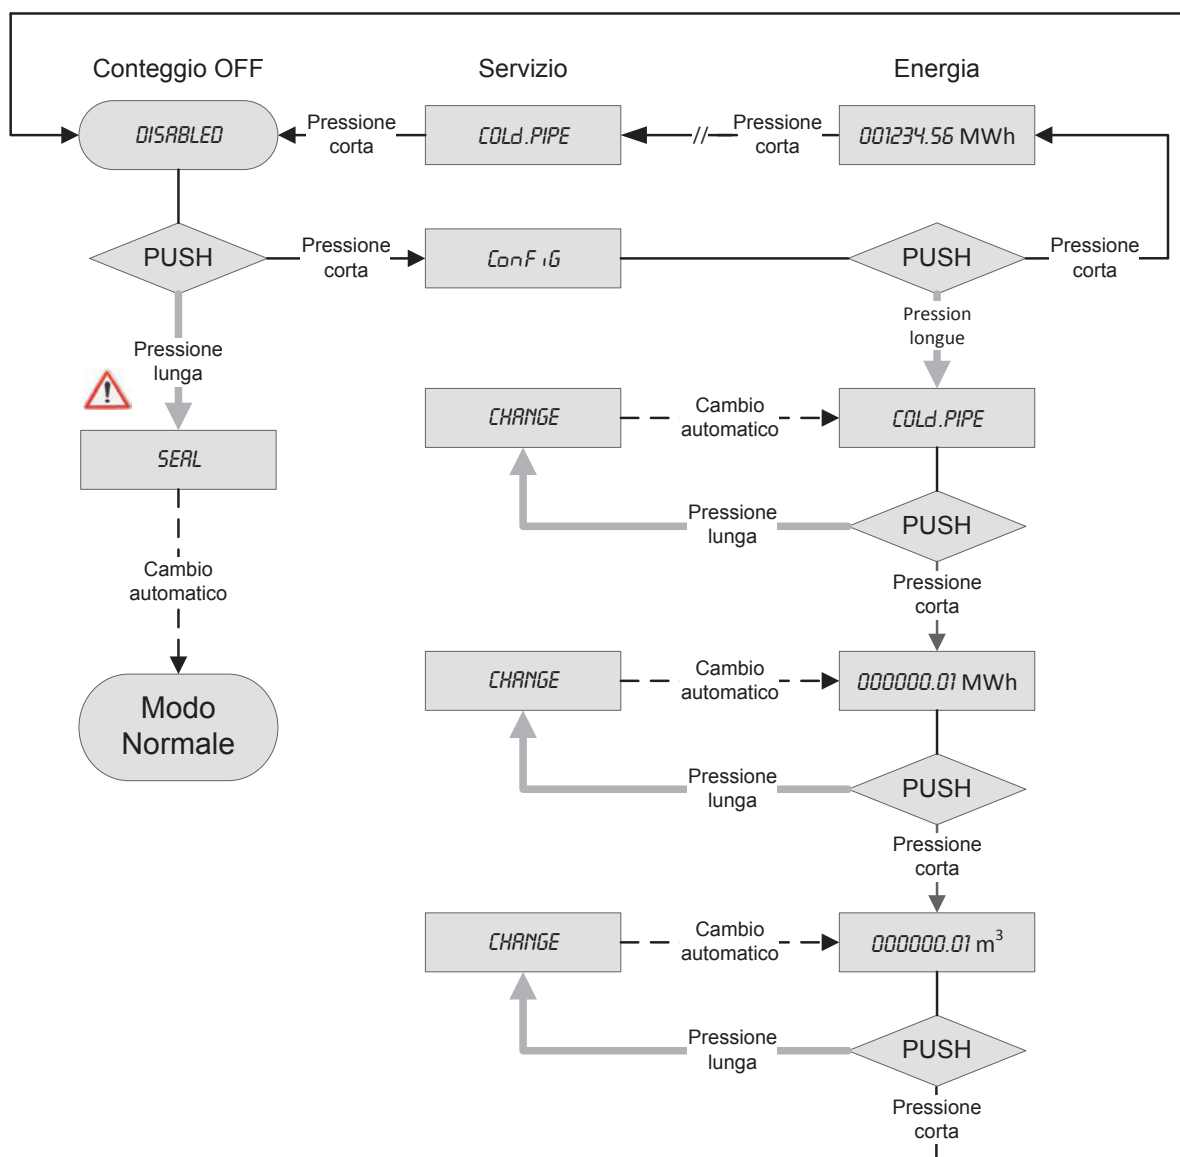 Conteggio OFF
Servizio
Energia
DISABLED
Pressione
corta
COLd.PIPE
//
Pressione
corta
001234.56 MWh
PUSH
Pressione
corta
ConFiG
PUSH
Pressione
corta
Pressione
lunga
Pression
longue
CHANGE
Cambio
automatico
COLd.PIPE
SEAL
Pressione
lunga
PUSH
Cambio
automatico
Pressione
corta
CHANGE
Cambio
automatico
000000.01 MWh
Modo
Normale
Pressione
lunga
PUSH
Pressione
corta
CHANGE
Cambio
automatico
000000.01 m³
Pressione
lunga
PUSH
Pressione
corta